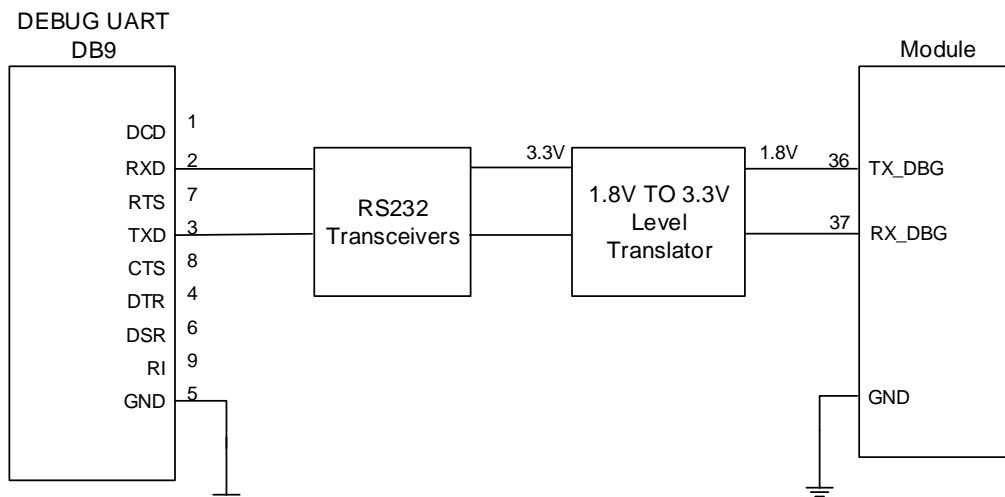 DEBUG UART
DB9
Module
DCD 1
RXD 2
RTS 7
TXD 3
CTS 8
DTR 4
DSR 6
RI 9
GND 5
RS232
Transceivers
3.3V
1.8V TO 3.3V
Level
Translator
1.8V
36 TX_DBG
37 RX_DBG
GND